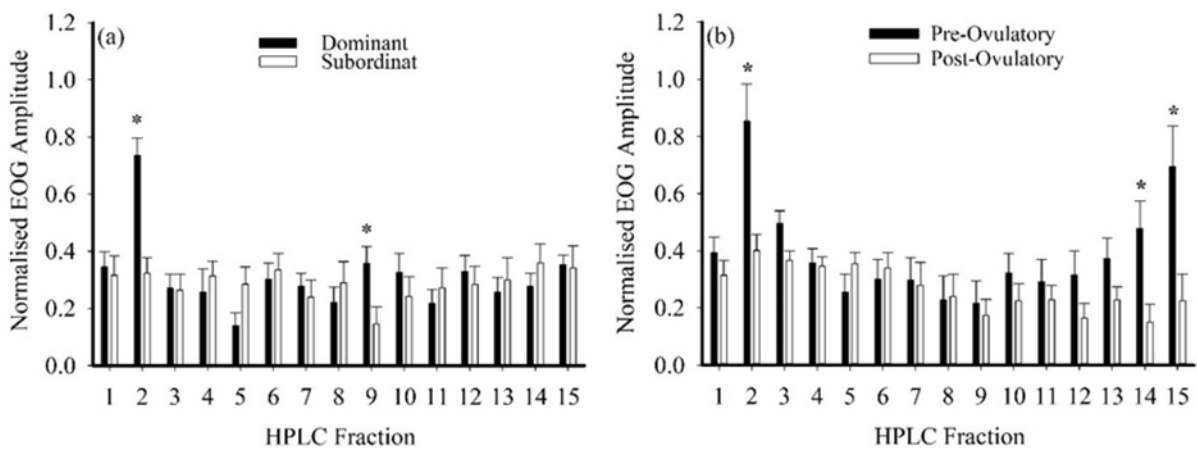 (a)
Dominant
Subordinat
Normalised EOG Amplitude
1.2
1.0
0.8
0.6
0.4
0.2
0.0
*
*
1 2 3 4 5 6 7 8 9 10 11 12 13 14 15
HPLC Fraction
(b)
Pre-Ovulatory
Post-Ovulatory
Normalised EOG Amplitude
1.2
1.0
0.8
0.6
0.4
0.2
0.0
*
*
*
1 2 3 4 5 6 7 8 9 10 11 12 13 14 15
HPLC Fraction